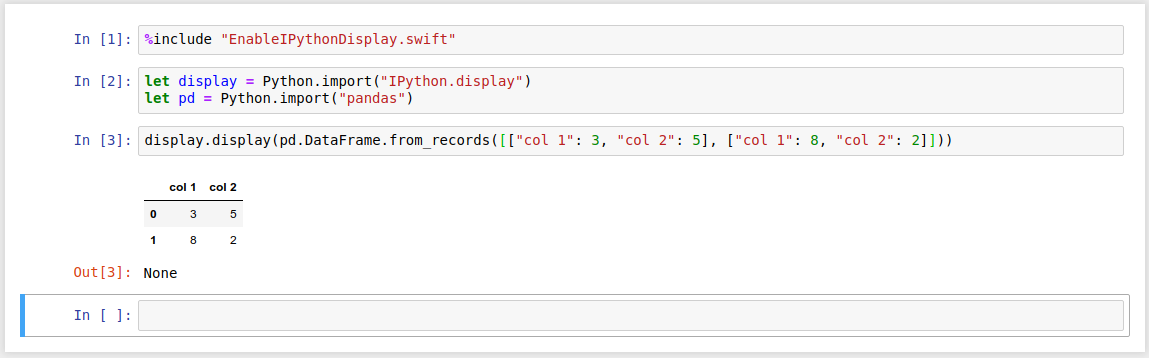 In [1]: %include "EnableIPythonDisplay.swift"
In [2]: let display = Python.import("IPython.display")
let pd = Python.import("pandas")
In [3]: display.display(pd.DataFrame.from_records([["col 1": 3, "col 2": 5], ["col 1": 8, "col 2": 2]]))
col 1 col 2
0 3 5
1 8 2
Out[3]: None
In [ ]: